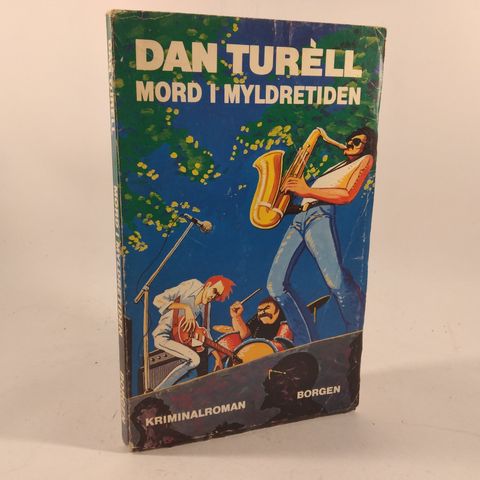 DAN TURÈLL
MORD I MYLDRETIDEN
KRIMINALROMAN
BORGEN